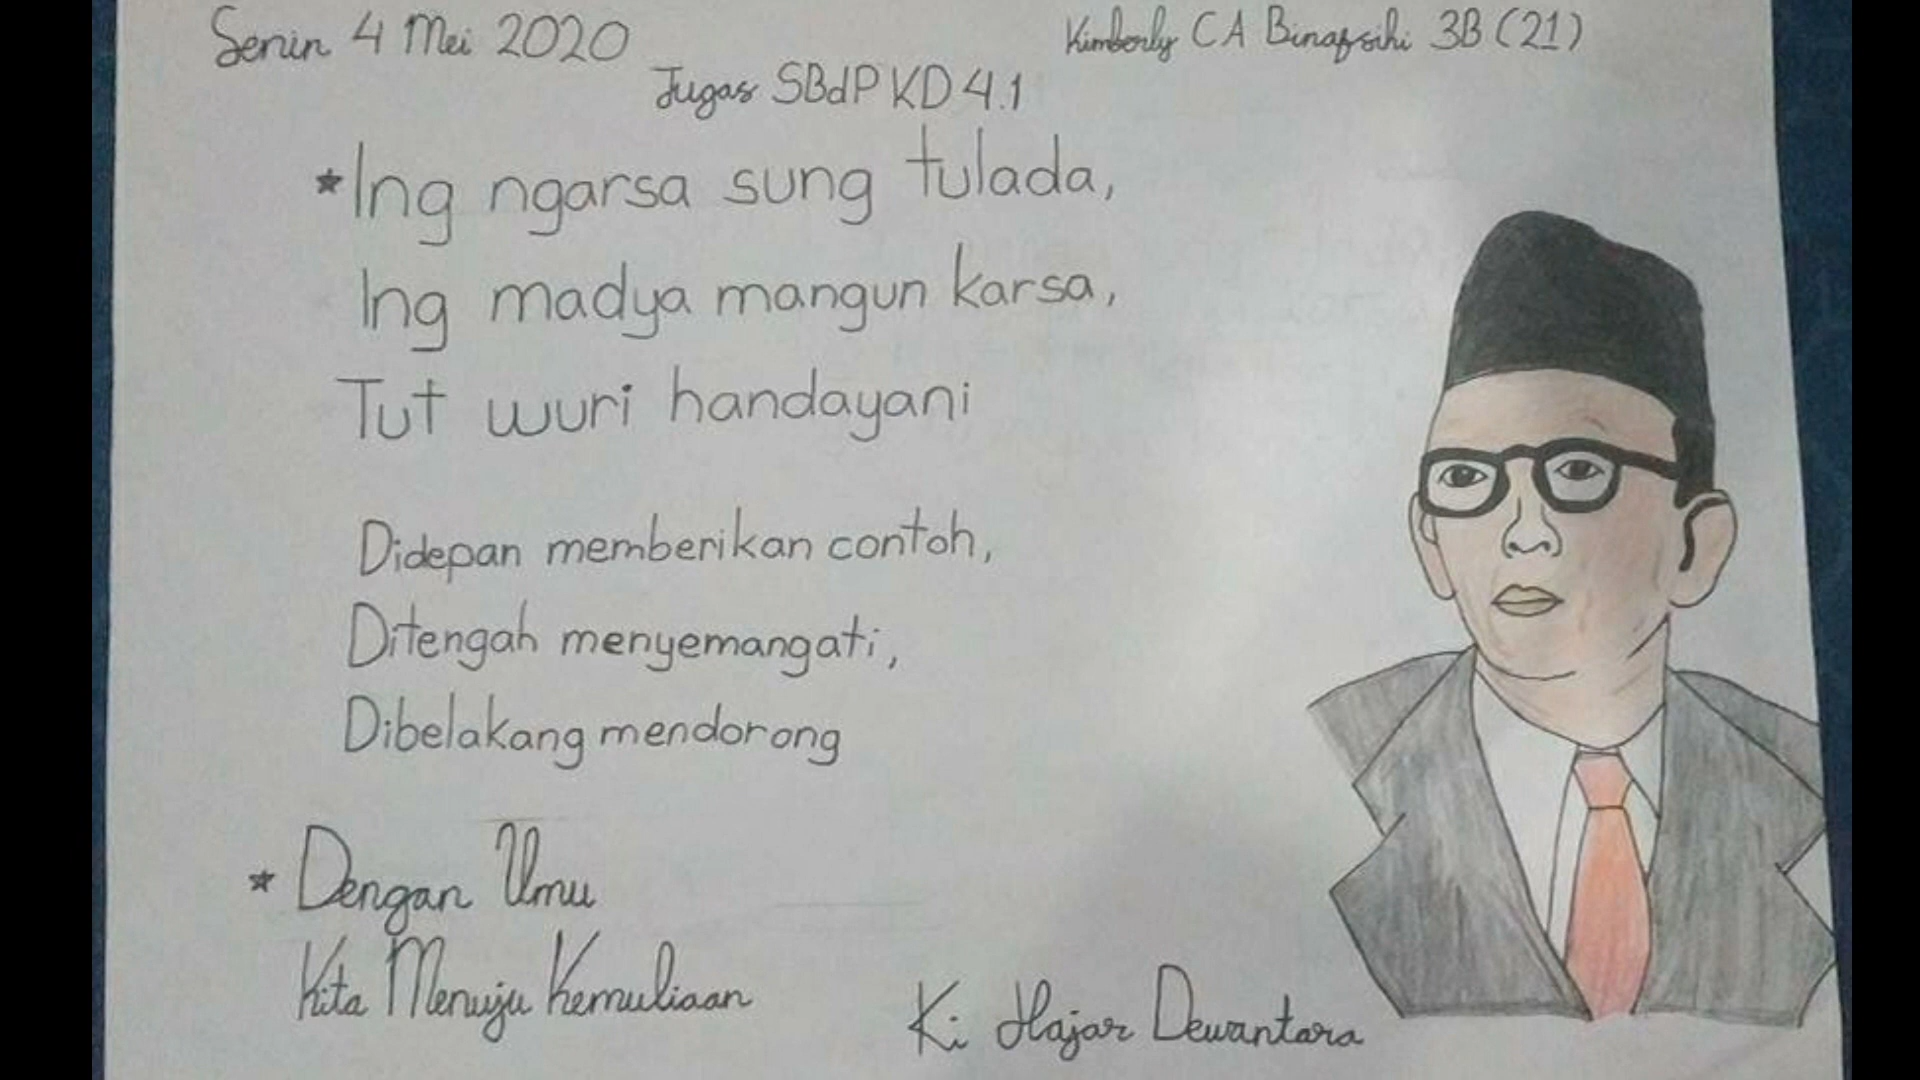 Senin 4 Mei 2020
Kimberly CA Binafsihi 3B (21)
Tugas SBdP KD 4.1
*Ing ngarsa sung tulada,
Ing madya mangun karsa,
Tut wuri handayani
Didepan memberikan contoh,
Ditengah menyemangati,
Dibelakang mendorong
* Dengan Ilmu
Kita Menuju Kemuliaan
Ki Hajar Dewantara